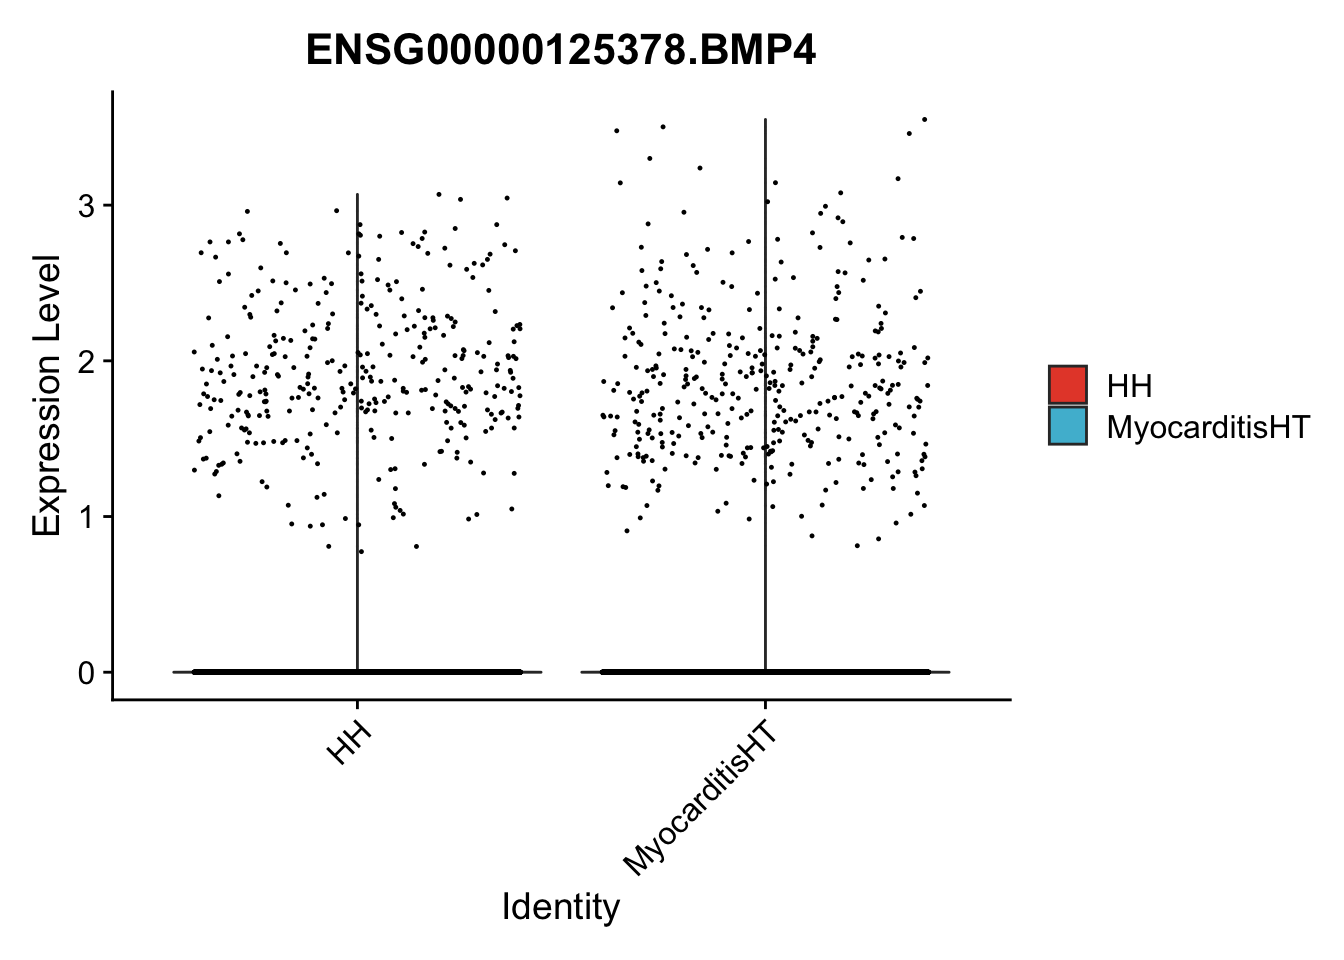 ENSG00000125378.BMP4
Expression Level
3
2
1
0
HH
MyocarditisHT
Identity
HH
MyocarditisHT